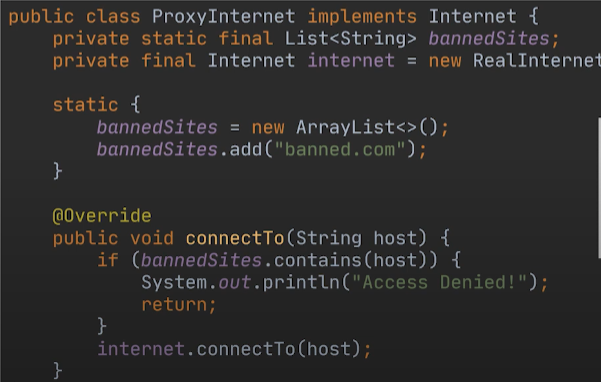 public class ProxyInternet implements Internet {
    private static final List<String> bannedSites;
    private final Internet internet = new RealInternet

    static {
        bannedSites = new ArrayList<>();
        bannedSites.add("banned.com");
    }

    @Override
    public void connectTo(String host) {
        if (bannedSites.contains(host)) {
            System.out.println("Access Denied!");
            return;
        }
        internet.connectTo(host);
    }